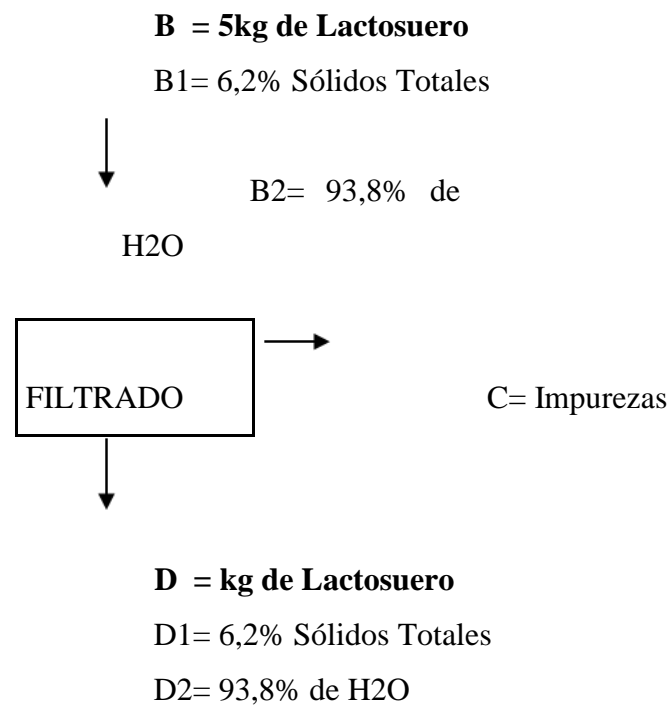 B = 5kg de Lactosuero
B1= 6,2% Sólidos Totales
B2= 93,8% de
H2O
FILTRADO
C= Impurezas
D = kg de Lactosuero
D1= 6,2% Sólidos Totales
D2= 93,8% de H2O